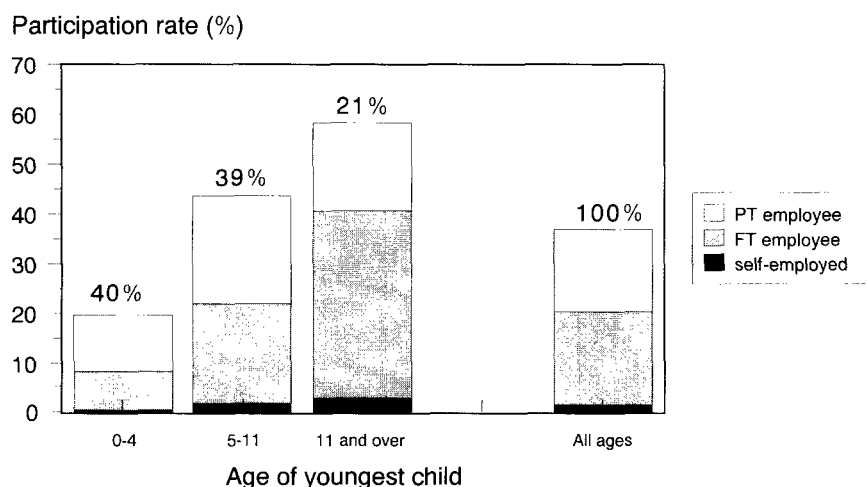 Participation rate (%)
70
60
50
40
30
20
10
0
40%
39%
21%
100%
PT employee
FT employee
self-employed
0-4
5-11
11 and over
All ages
Age of youngest child